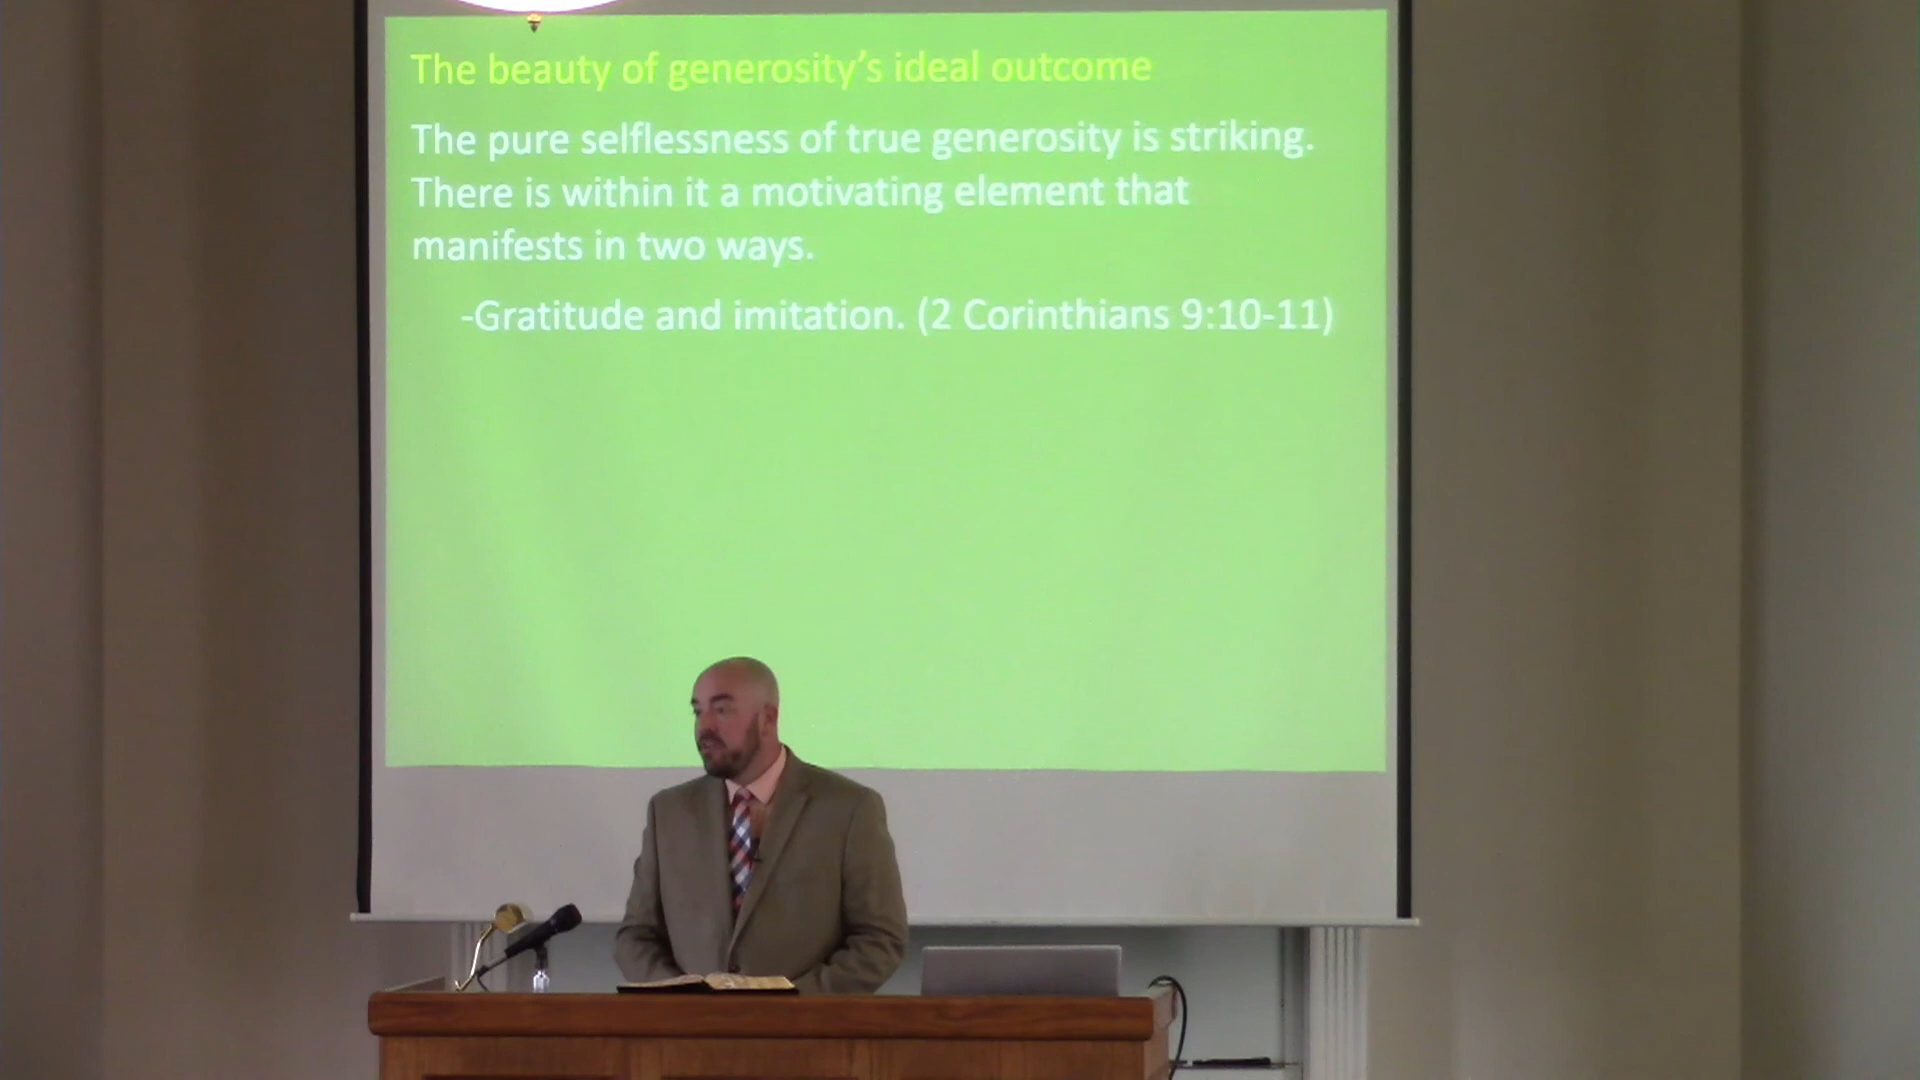 The beauty of generosity's ideal outcome
The pure selflessness of true generosity is striking.
There is within it a motivating element that
manifests in two ways.
-Gratitude and imitation. (2 Corinthians 9:10-11)